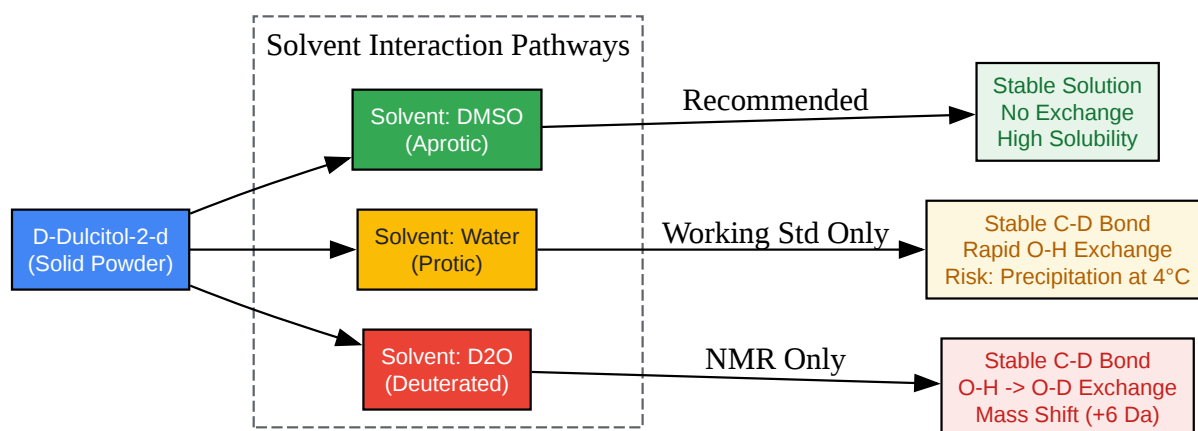 Solvent Interaction Pathways
D-Dulcitol-2-d
(Solid Powder)
Solvent: DMSO
(Aprotic)
Recommended
Stable Solution
No Exchange
High Solubility
Solvent: Water
(Protic)
Working Std Only
Stable C-D Bond
Rapid O-H Exchange
Risk: Precipitation at 4°C
Solvent: D2O
(Deuterated)
NMR Only
Stable C-D Bond
O-H -> O-D Exchange
Mass Shift (+6 Da)